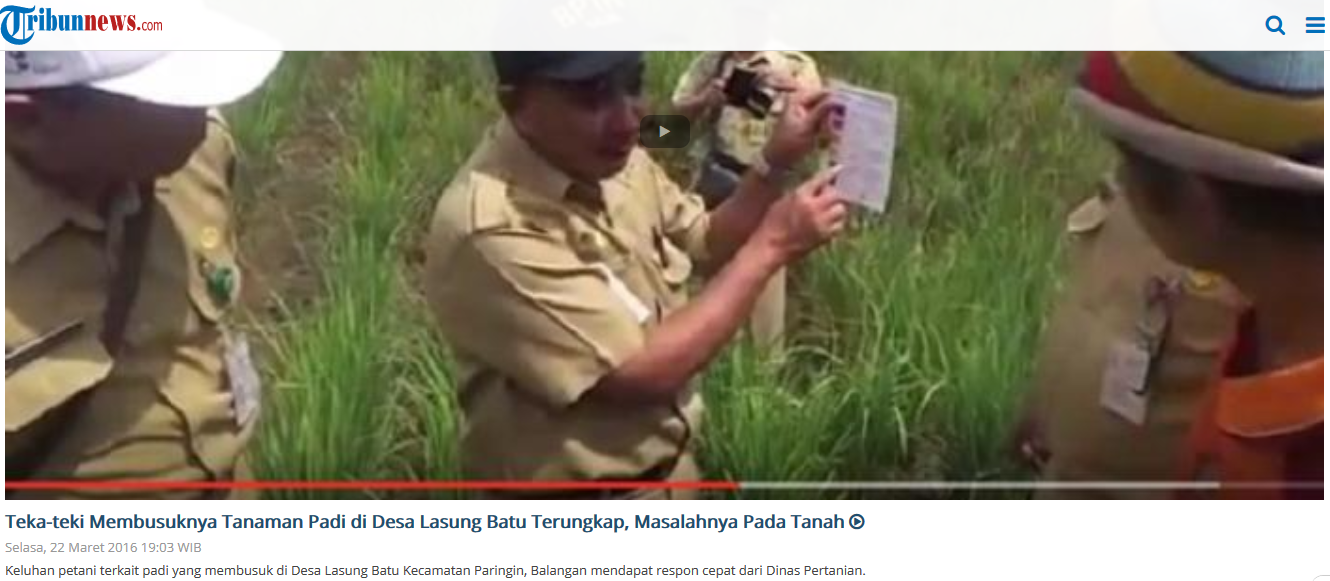 Tribunnews.com
Teka-teki Membusuknya Tanaman Padi di Desa Lasung Batu Terungkap, Masalahnya Pada Tanah
Selasa, 22 Maret 2016 19:03 WIB
Keluhan petani terkait padi yang membusuk di Desa Lasung Batu Kecamatan Paringin, Balangan mendapat respon cepat dari Dinas Pertanian.